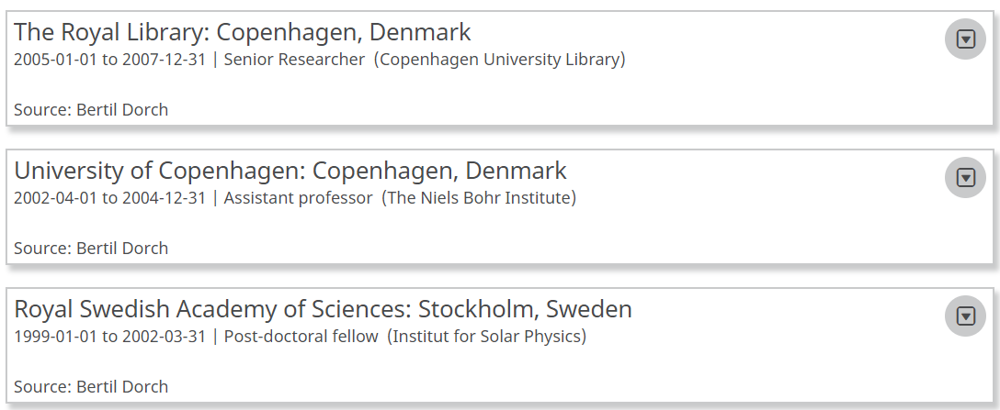 The Royal Library: Copenhagen, Denmark
2005-01-01 to 2007-12-31 | Senior Researcher (Copenhagen University Library)
Source: Bertil Dorch
University of Copenhagen: Copenhagen, Denmark
2002-04-01 to 2004-12-31 | Assistant professor (The Niels Bohr Institute)
Source: Bertil Dorch
Royal Swedish Academy of Sciences: Stockholm, Sweden
1999-01-01 to 2002-03-31 | Post-doctoral fellow (Institut for Solar Physics)
Source: Bertil Dorch